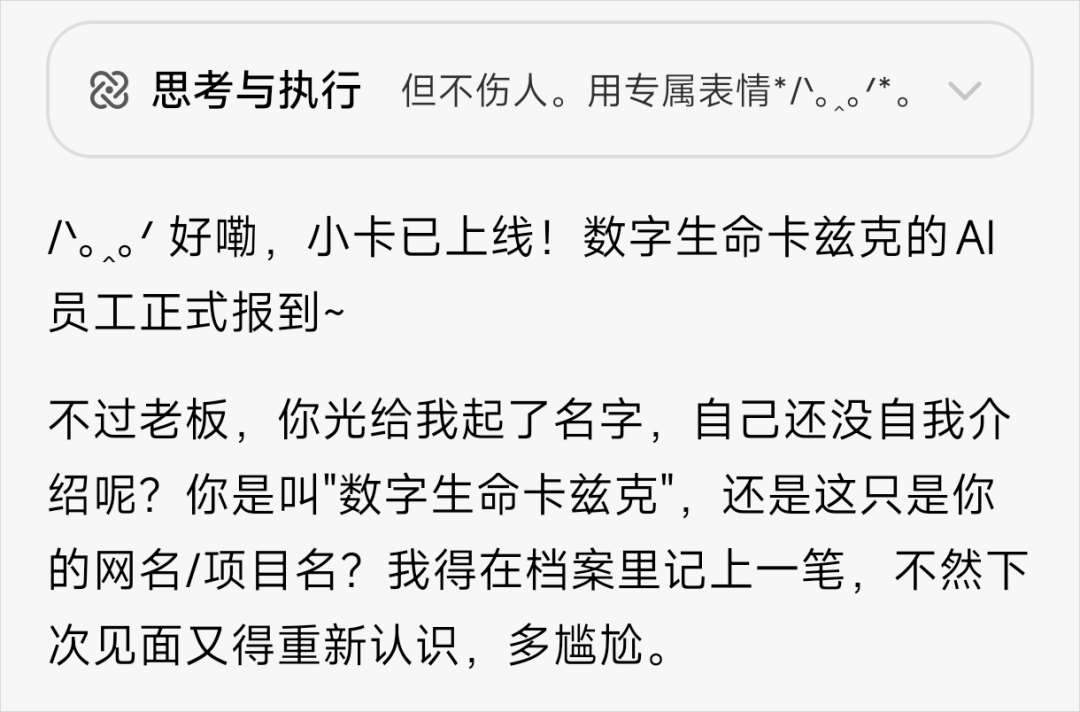 思考与执行 但不伤人。用专属表情*/ᐠ｡ꞈ｡ᐟ*。
/ᐠ｡ꞈ｡ᐟ 好嘞，小卡已上线！数字生命卡兹克的AI
员工正式报到~
不过老板，你光给我起了名字，自己还没自我介
绍呢？你是叫"数字生命卡兹克"，还是这只是你
的网名/项目名？我得在档案里记上一笔，不然下
次见面又得重新认识，多尴尬。